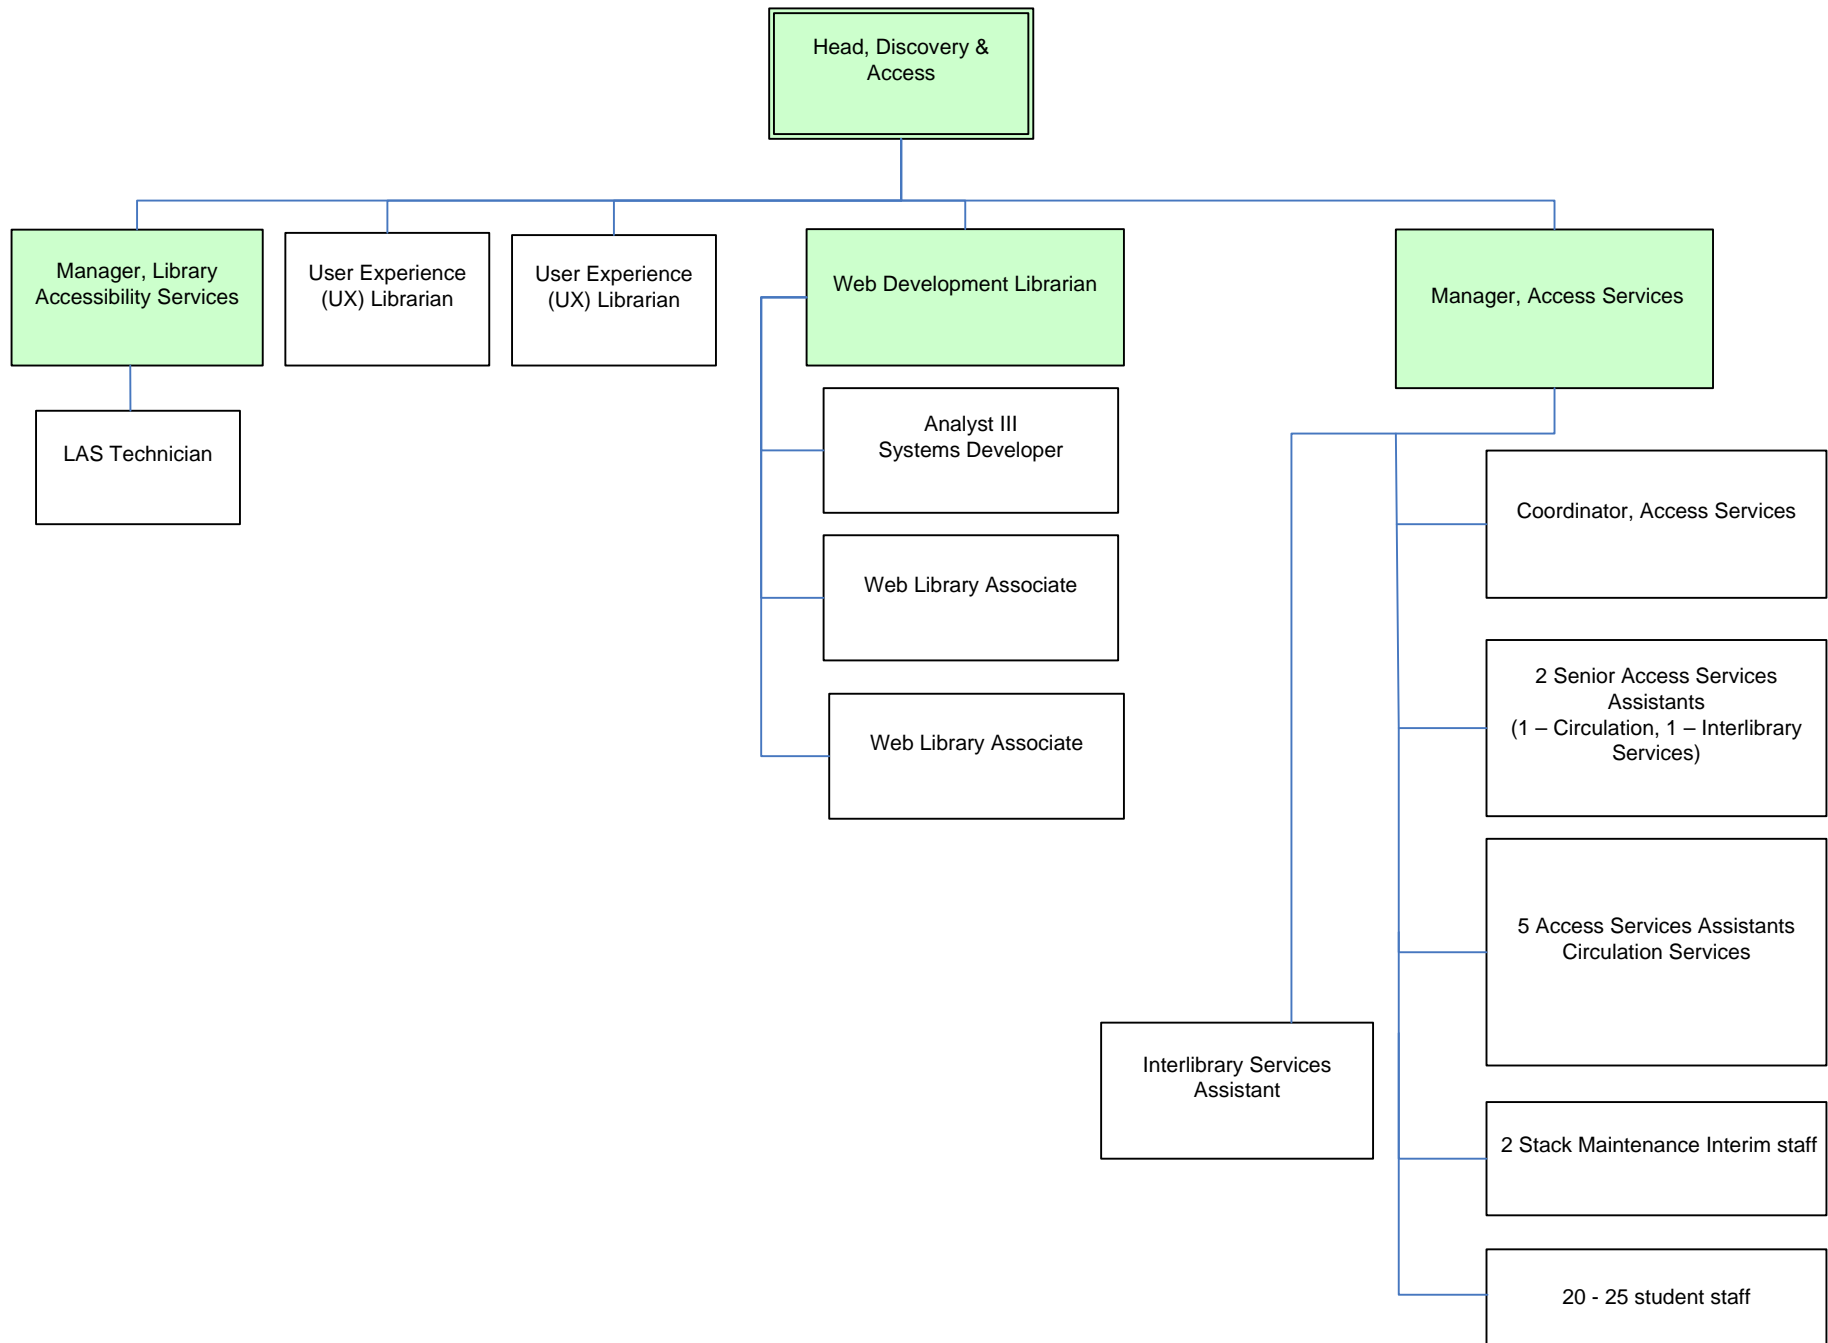 Head, Discovery &
Access
Manager, Library
Accessibility Services
User Experience
(UX) Librarian
User Experience
(UX) Librarian
Web Development Librarian
Manager, Access Services
LAS Technician
Analyst III
Systems Developer
Web Library Associate
Web Library Associate
Interlibrary Services
Assistant
Coordinator, Access Services
2 Senior Access Services
Assistants
(1 – Circulation, 1 – Interlibrary
Services)
5 Access Services Assistants
Circulation Services
2 Stack Maintenance Interim staff
20 - 25 student staff